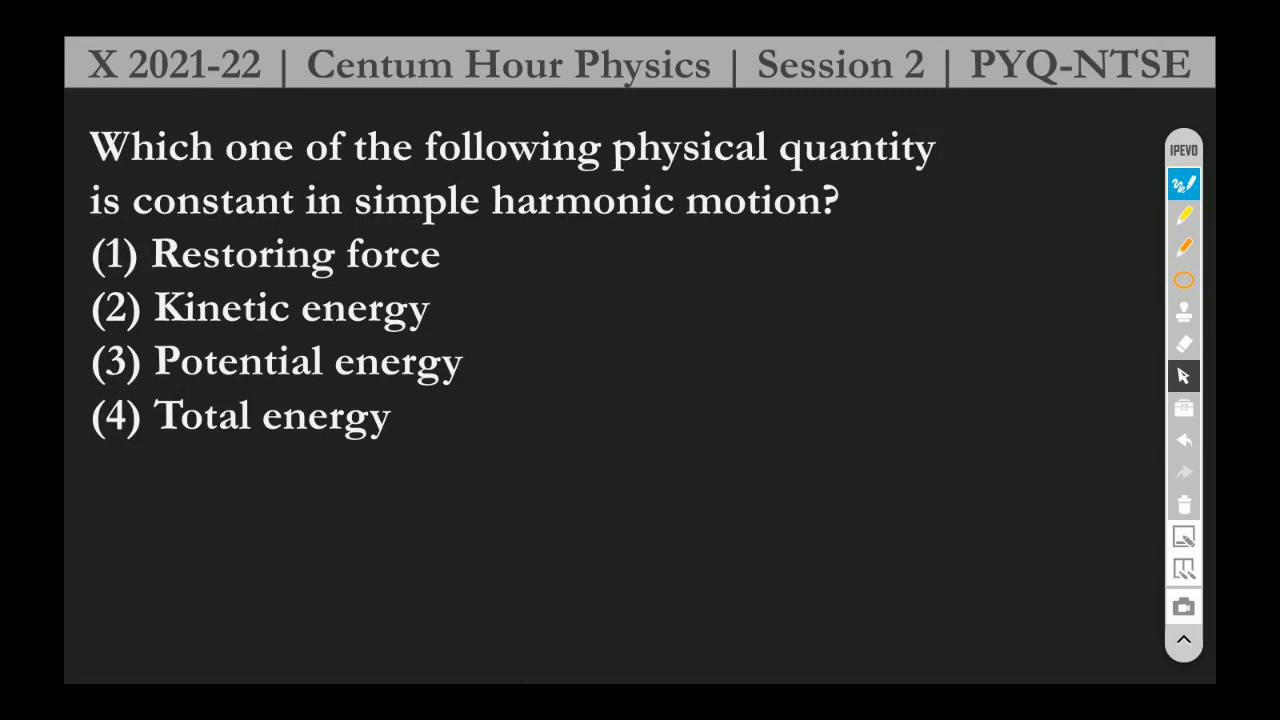 X 2021-22 | Centum Hour Physics | Session 2 | PYQ-NTSE
Which one of the following physical quantity
is constant in simple harmonic motion?
(1) Restoring force
(2) Kinetic energy
(3) Potential energy
(4) Total energy
IPEVO